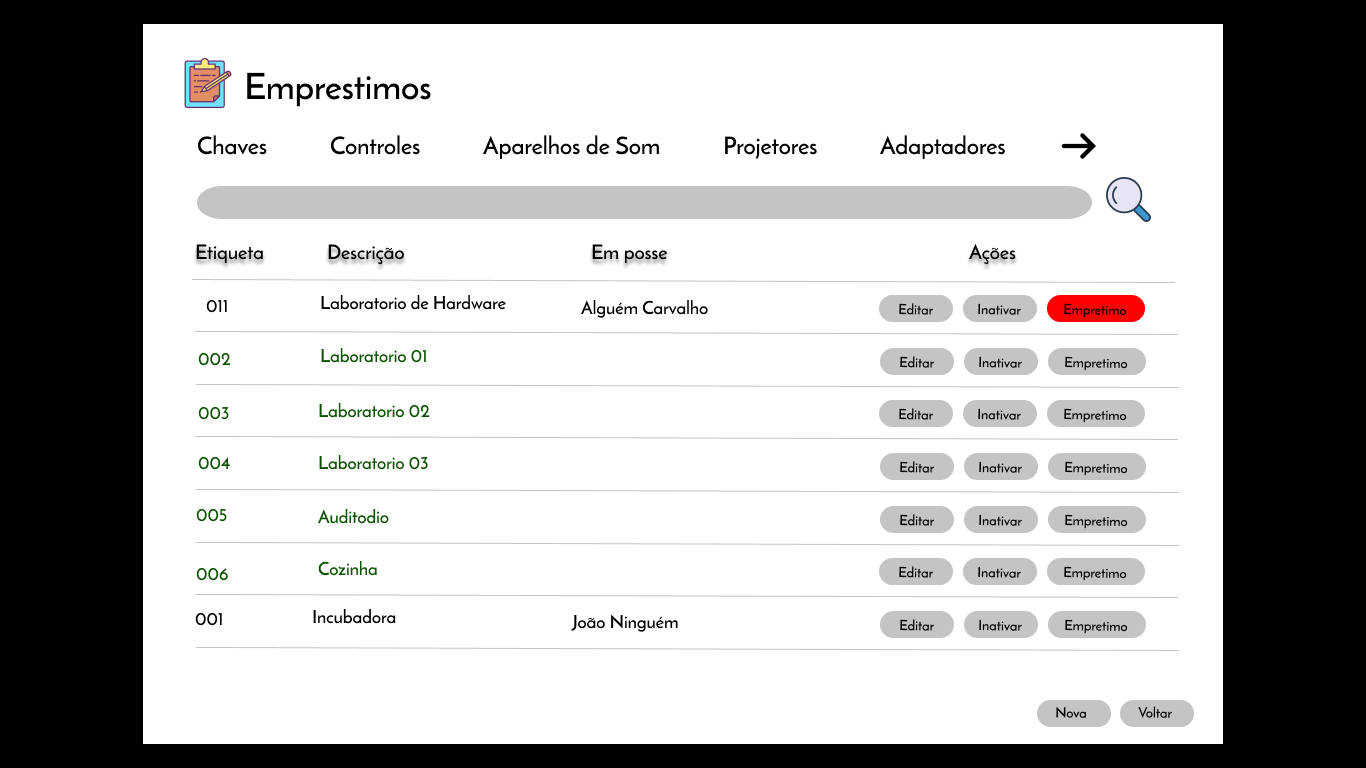 Emprestimos
Chaves Controles Aparelhos de Som Projetores Adaptadores
Etiqueta Descrição Em posse Ações
011 Laboratorio de Hardware Alguém Carvalho Editar Inativar Empretimo
002 Laboratorio 01 Editar Inativar Empretimo
003 Laboratorio 02 Editar Inativar Empretimo
004 Laboratorio 03 Editar Inativar Empretimo
005 Auditodio Editar Inativar Empretimo
006 Cozinha Editar Inativar Empretimo
001 Incubadora João Ninguém Editar Inativar Empretimo
Nova Voltar